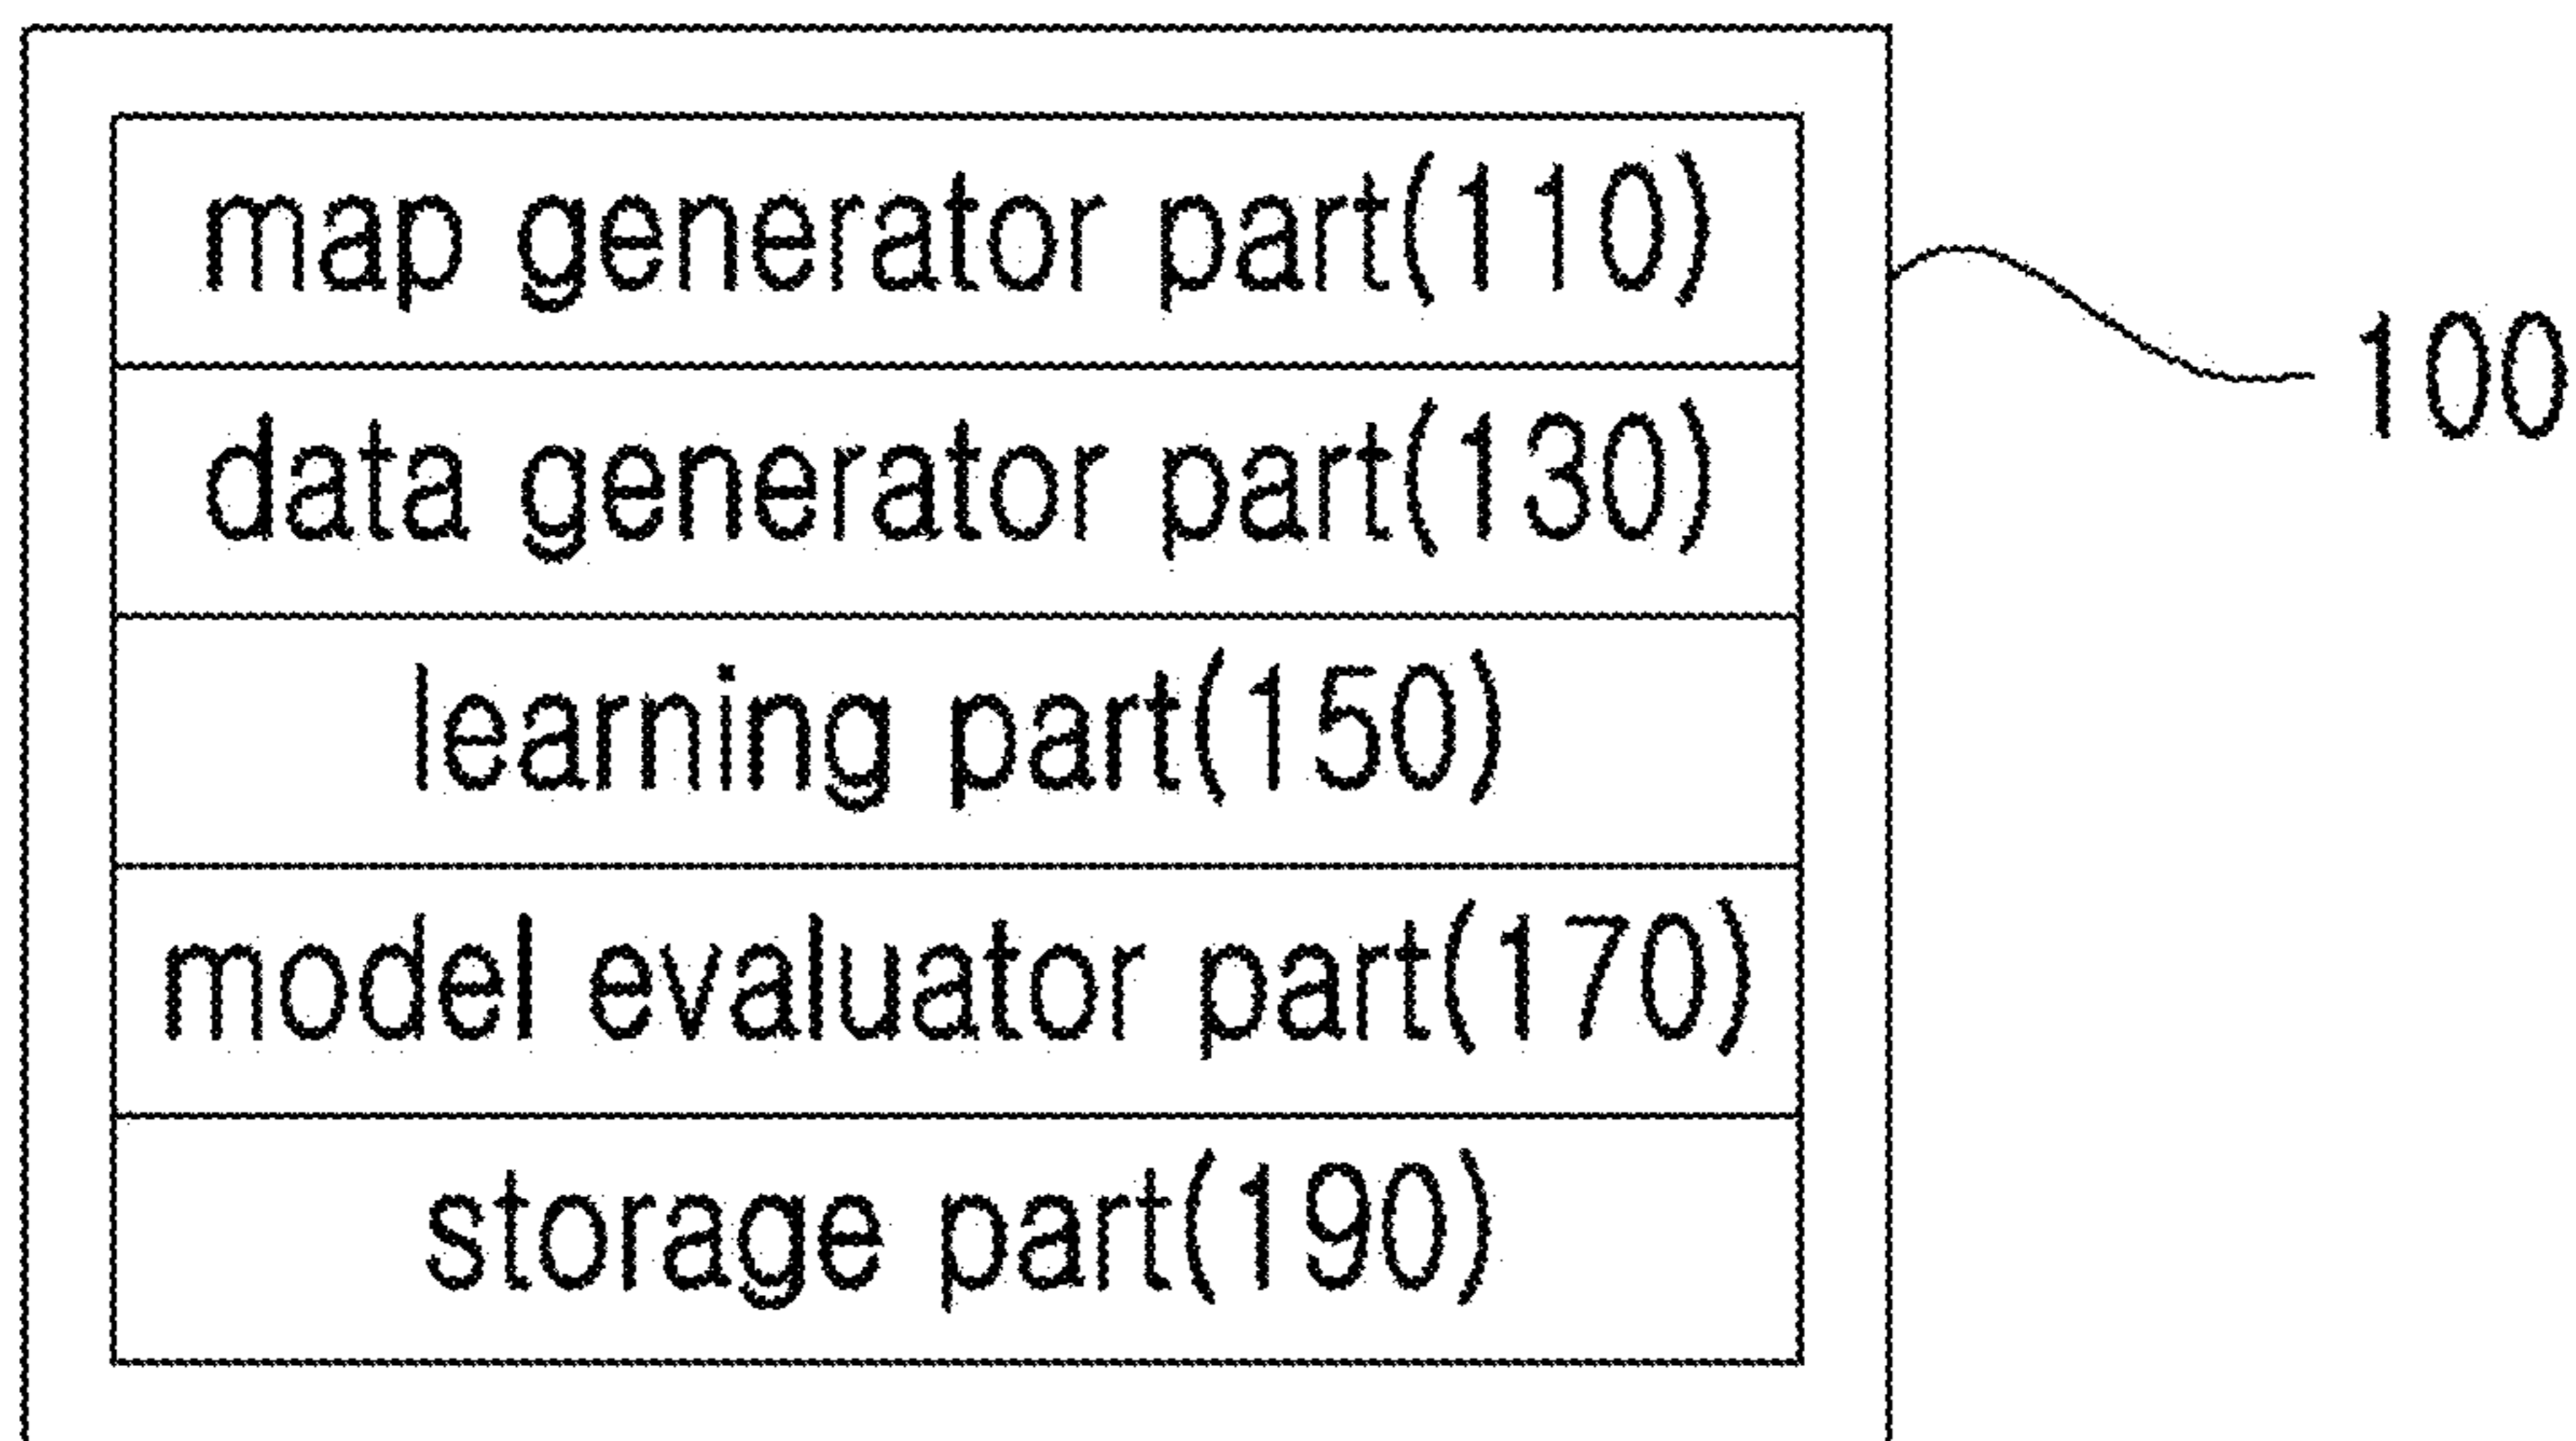 map generator part(110)
100
data generator part(130)
learning part(150)
model evaluator part(170)
storage part(190)